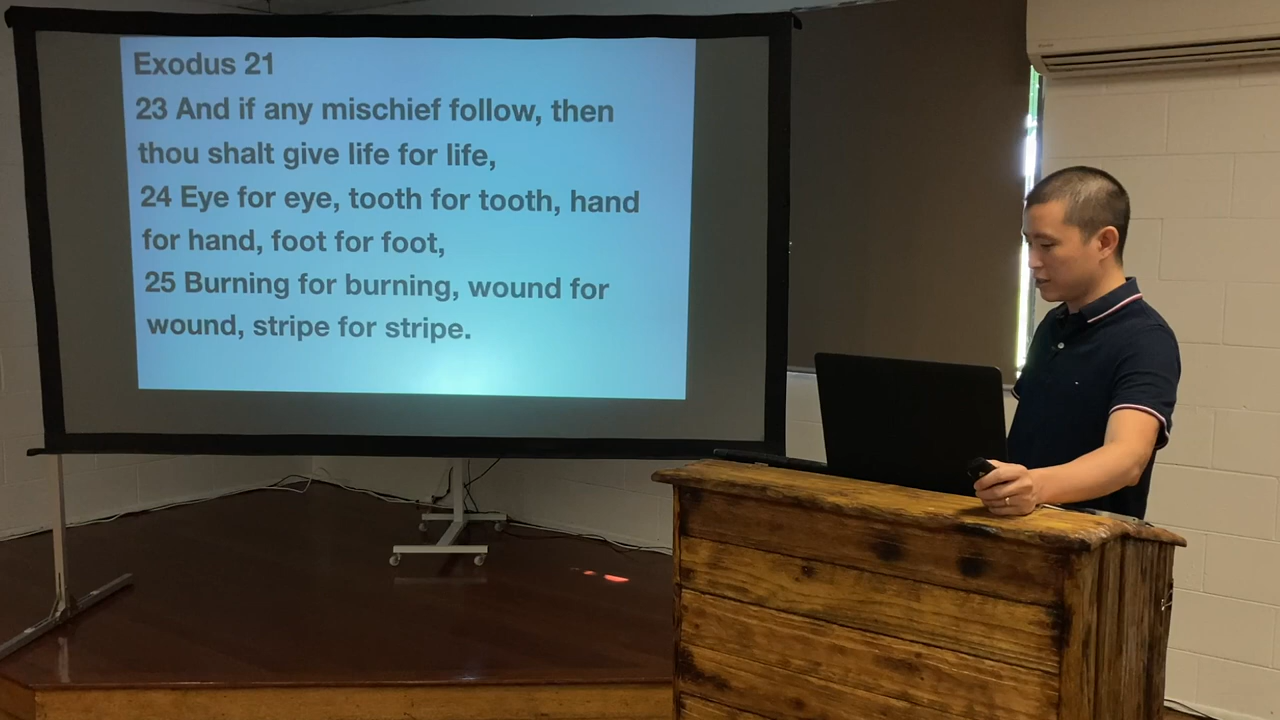 Exodus 21
23 And if any mischief follow, then
thou shalt give life for life,
24 Eye for eye, tooth for tooth, hand
for hand, foot for foot,
25 Burning for burning, wound for
wound, stripe for stripe.